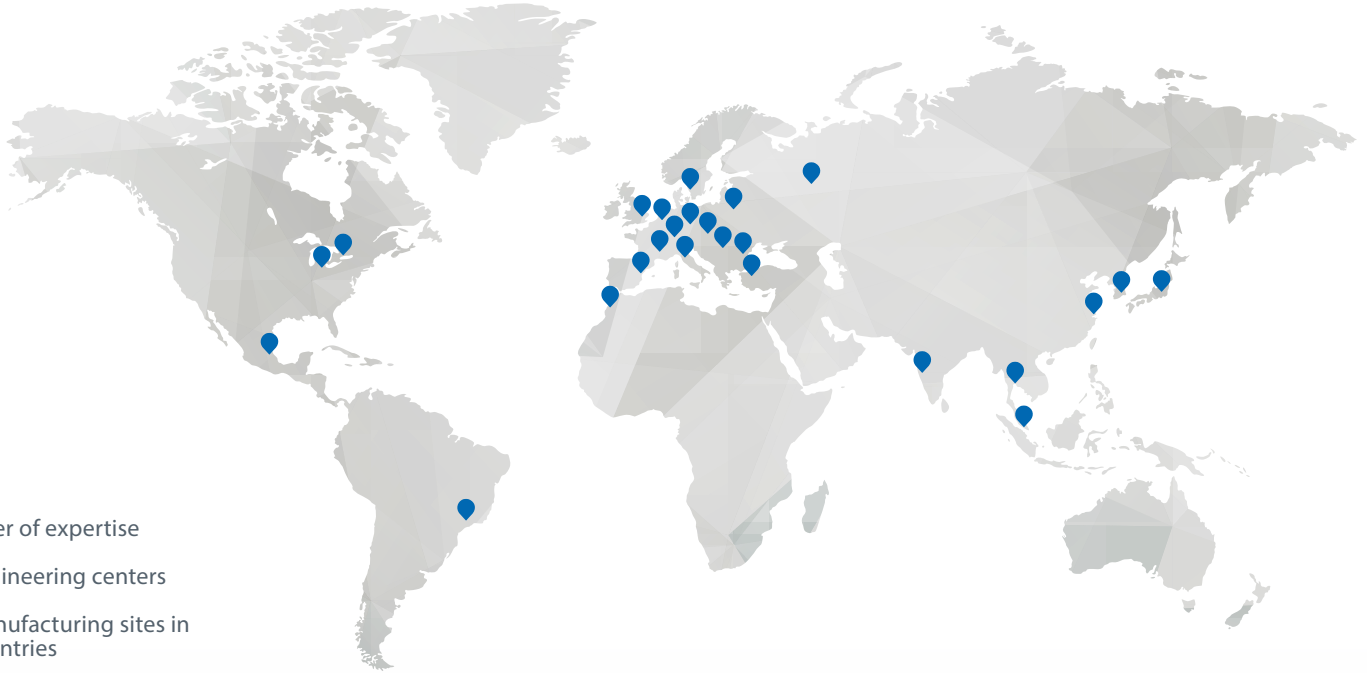 er of expertise
ineering centers
nufacturing sites in
ntries